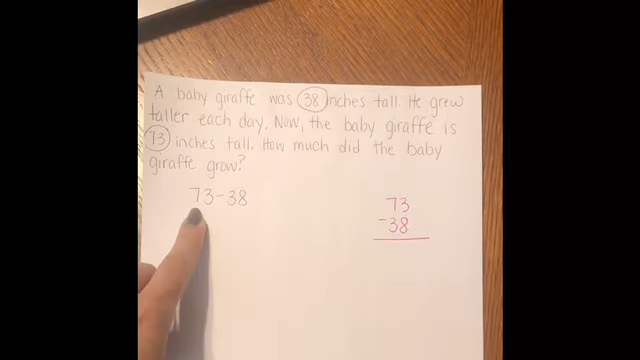 A baby giraffe was 38 inches tall. He grew
taller each day. Now, the baby giraffe is
73 inches tall. How much did the baby
giraffe grow?
73-38
73
-38